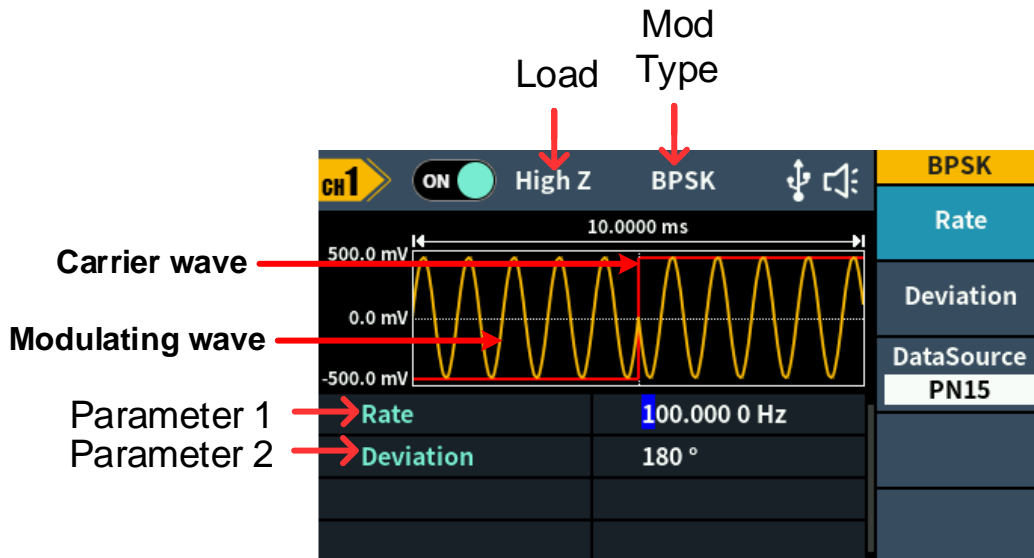 Mod
Type
Load
CH1
ON
High Z
BPSK
BPSK
Rate
Deviation
DataSource
PN15
10.0000 ms
500.0 mV
Carrier wave
0.0 mV
Modulating wave
-500.0 mV
Parameter 1
Rate
100.000 0 Hz
Parameter 2
Deviation
180 °